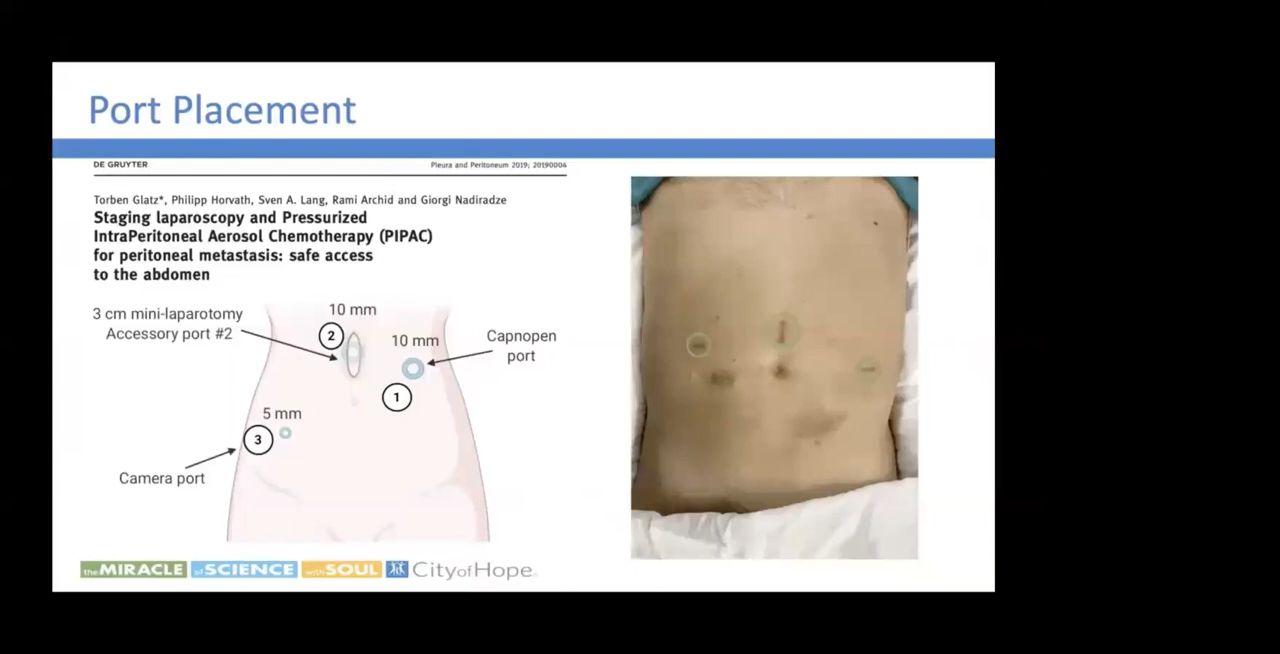 Port Placement
DE GRUYTER
Pleura and Peritoneum 2019; 20190004
Torben Glatz*, Philipp Horvath, Sven A. Lang, Rami Archid and Giorgi Nadiradze
Staging laparoscopy and Pressurized
IntraPeritoneal Aerosol Chemotherapy (PIPAC)
for peritoneal metastasis: safe access
to the abdomen
3 cm mini-laparotomy
Accessory port #2
10 mm
2
10 mm
Capnopen
port
1
5 mm
3
Camera port
the MIRACLE of SCIENCE with SOUL CityofHope